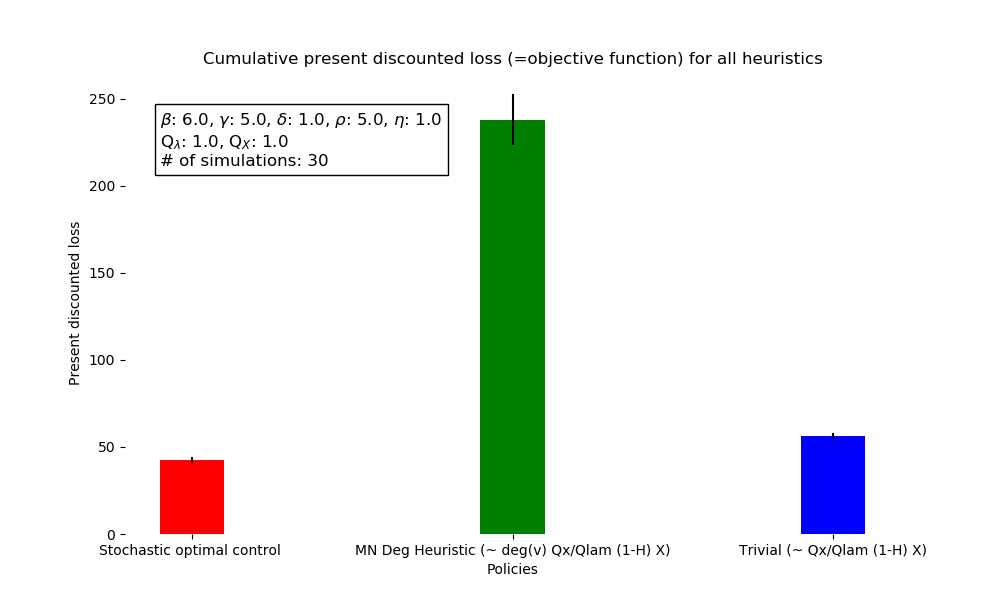 Cumulative present discounted loss (=objective function) for all heuristics
β: 6.0, γ: 5.0, δ: 1.0, ρ: 5.0, η: 1.0
Qλ: 1.0, QX: 1.0
# of simulations: 30
Present discounted loss
250
200
150
100
50
0
Stochastic optimal control
MN Deg Heuristic (~ deg(v) Qx/Qlam (1-H) X)
Trivial (~ Qx/Qlam (1-H) X)
Policies